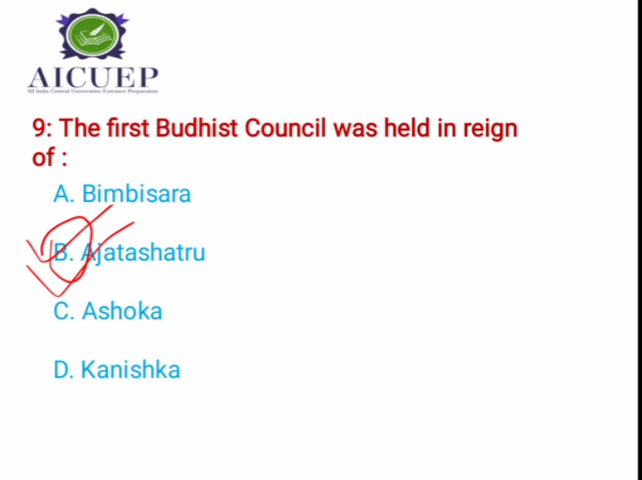 AICUEP
All India Central Universities Entrance Preparation
9: The first Budhist Council was held in reign
of :
A. Bimbisara
B. Ajatashatru
C. Ashoka
D. Kanishka